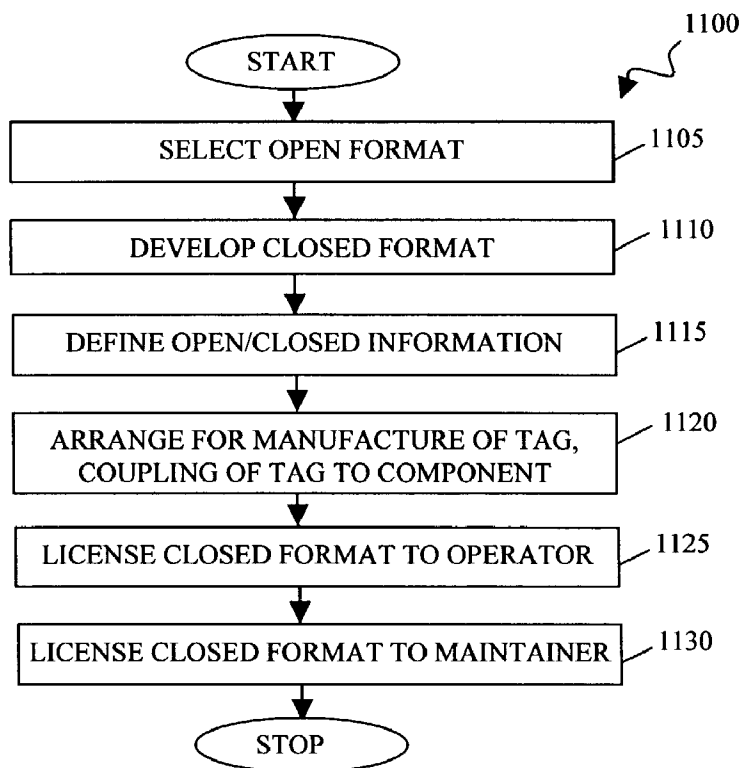 1100
START
SELECT OPEN FORMAT
1105
DEVELOP CLOSED FORMAT
1110
DEFINE OPEN/CLOSED INFORMATION
1115
ARRANGE FOR MANUFACTURE OF TAG,
COUPLING OF TAG TO COMPONENT
1120
LICENSE CLOSED FORMAT TO OPERATOR
1125
LICENSE CLOSED FORMAT TO MAINTAINER
1130
STOP